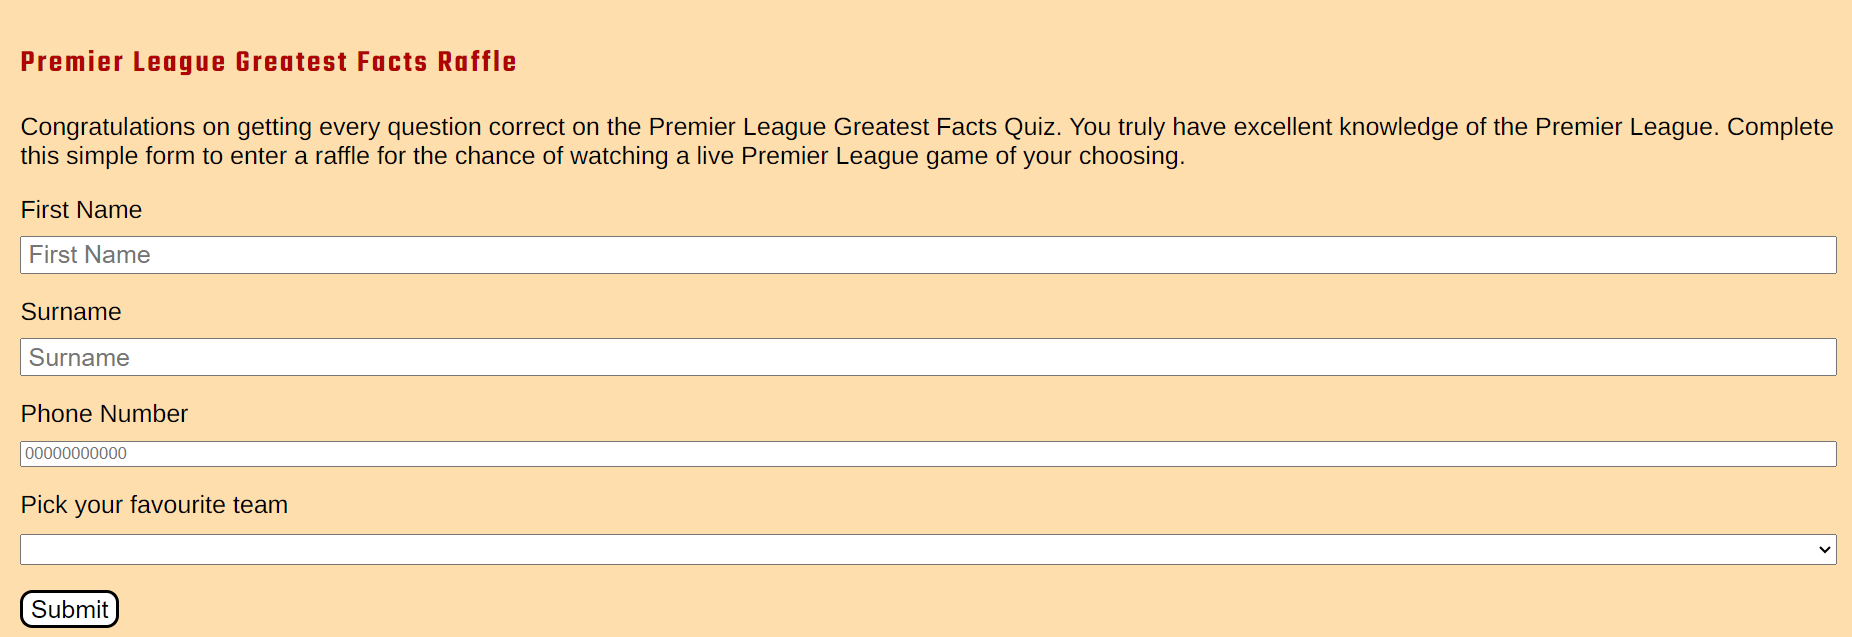 Premier League Greatest Facts Raffle
Congratulations on getting every question correct on the Premier League Greatest Facts Quiz. You truly have excellent knowledge of the Premier League. Complete
this simple form to enter a raffle for the chance of watching a live Premier League game of your choosing.
First Name
First Name
Surname
Surname
Phone Number
00000000000
Pick your favourite team
Submit